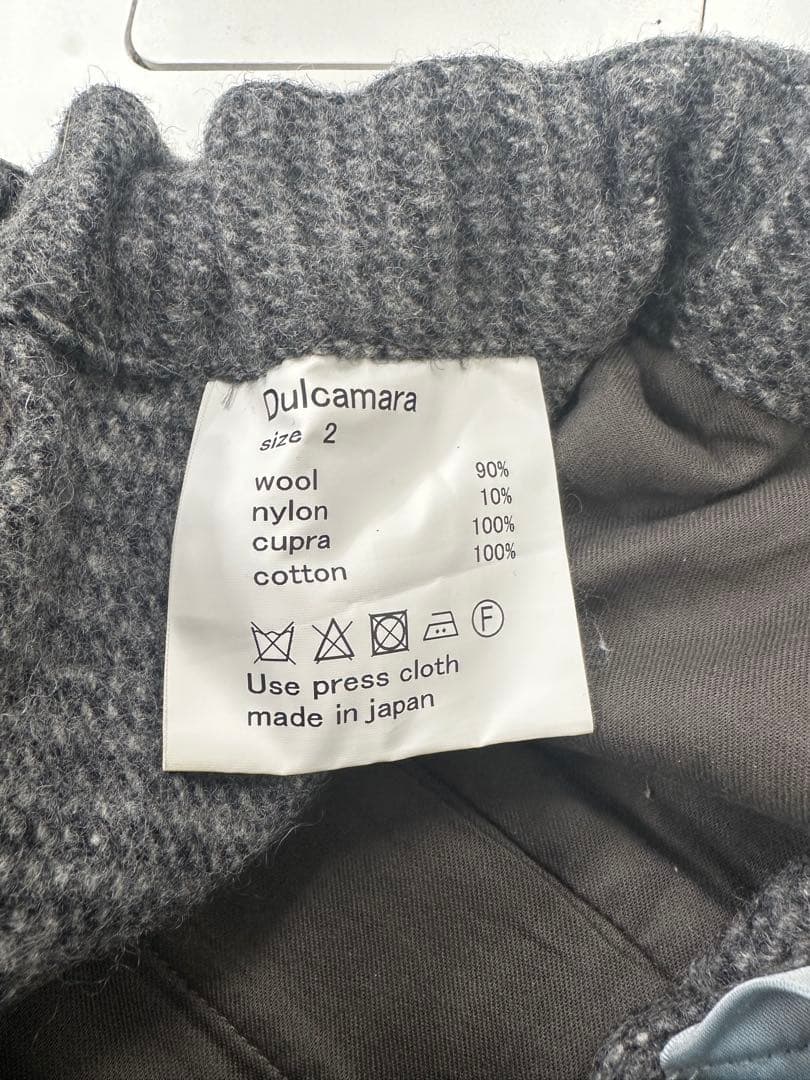 Dulcamara
size 2
wool 90%
nylon 10%
cupra 100%
cotton 100%
F
Use press cloth
made in japan